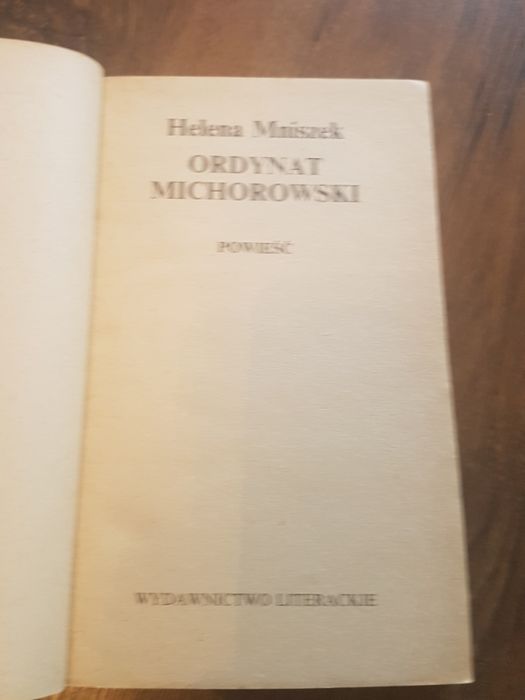 Helena Mniszek
ORDYNAT
MICHOROWSKI
POWIEŚĆ
WYDAWNICTWO LITERACKIE